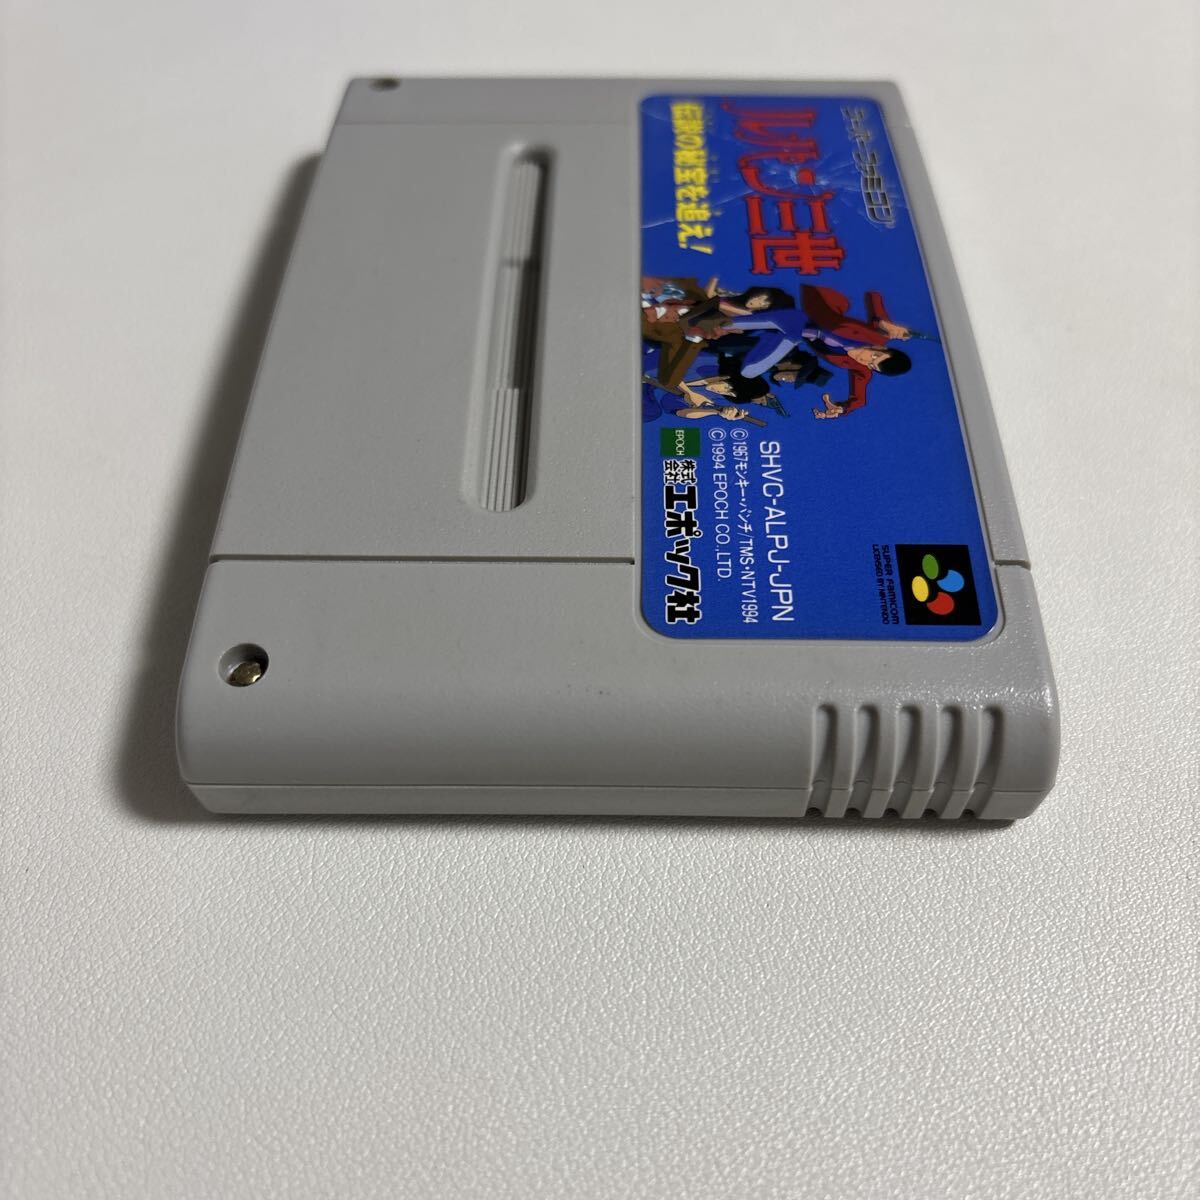 スーパーファミコン
ルパン三世
伝説の秘宝を追え!
SHVC-ALPJ-JPN
©1967モンキー・パンチ/TMS・NTV1994
©1994 EPOCH CO.,LTD.
EPOCH
株式会社
エポック社
SUPER FAMICOM
LICENSED BY NINTENDO